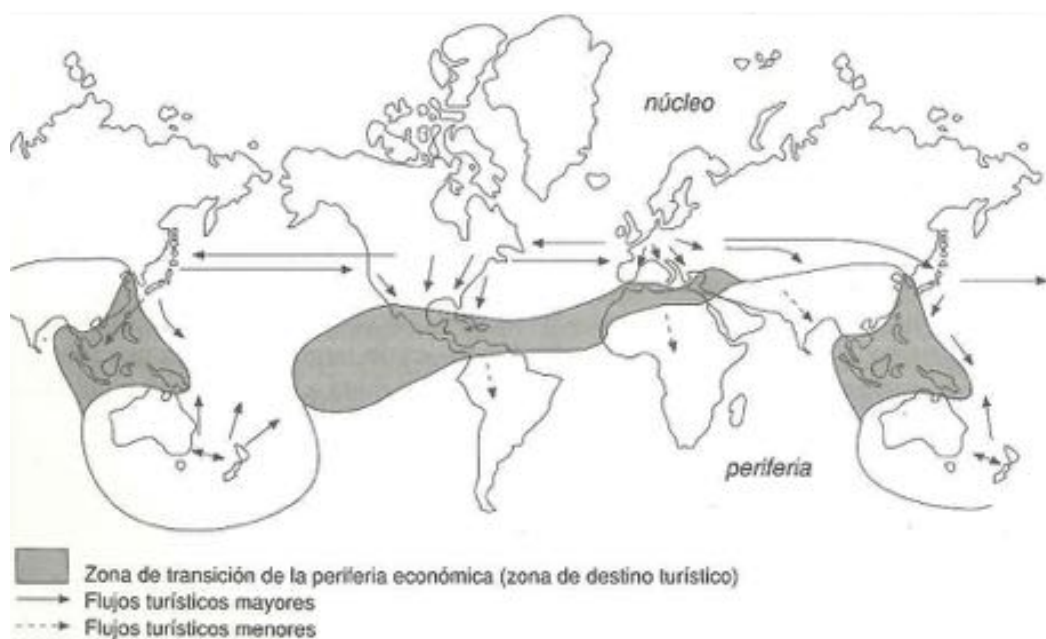 núcleo
periferia
Zona de transición de la periferia económica (zona de destino turístico)
Flujos turísticos mayores
Flujos turísticos menores